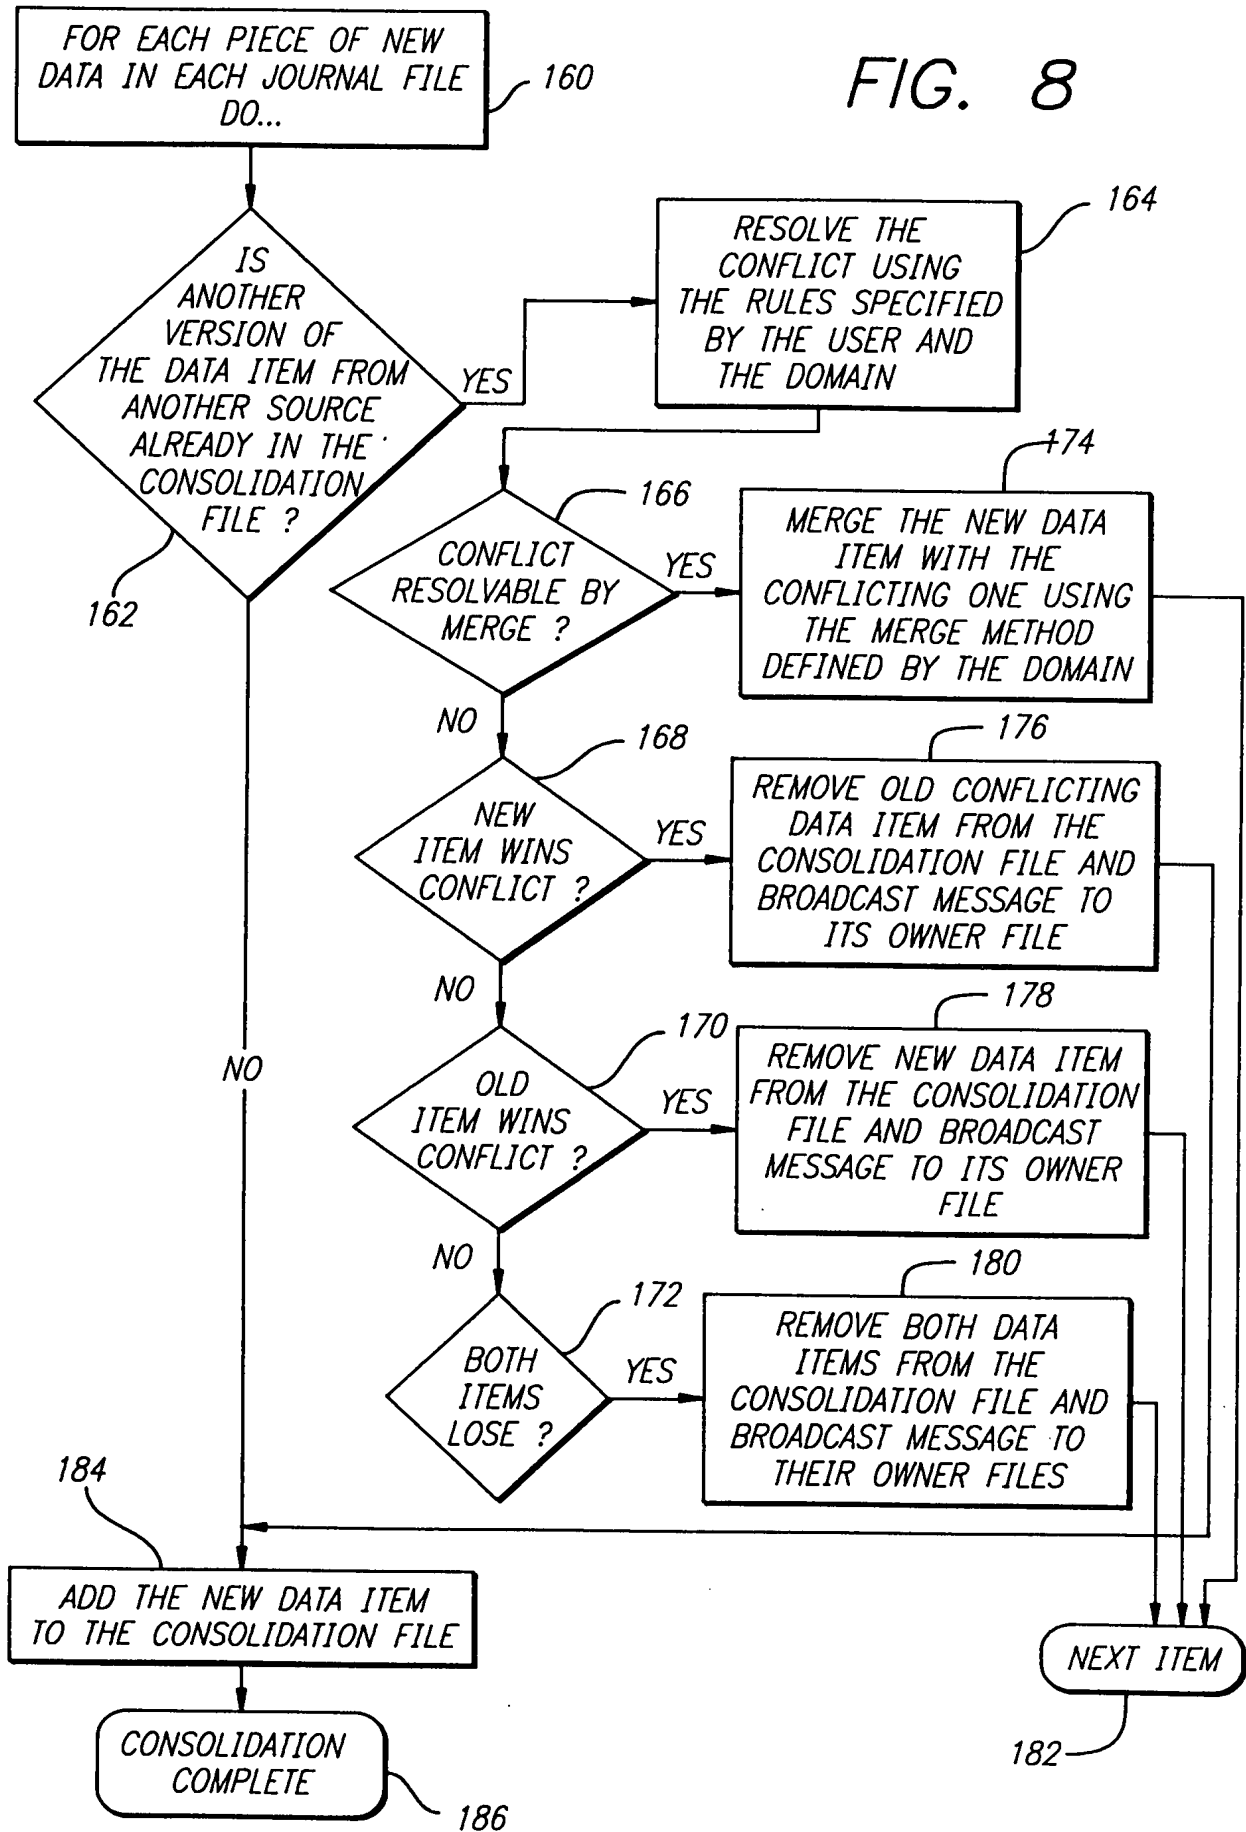 FIG. 8
FOR EACH PIECE OF NEW
DATA IN EACH JOURNAL FILE
DO...
160
IS
ANOTHER
VERSION OF
THE DATA ITEM FROM
ANOTHER SOURCE
ALREADY IN THE
CONSOLIDATION
FILE ?
162
YES
NO
RESOLVE THE
CONFLICT USING
THE RULES SPECIFIED
BY THE USER AND
THE DOMAIN
164
CONFLICT
RESOLVABLE BY
MERGE ?
166
YES
NO
MERGE THE NEW DATA
ITEM WITH THE
CONFLICTING ONE USING
THE MERGE METHOD
DEFINED BY THE DOMAIN
174
NEW
ITEM WINS
CONFLICT ?
168
YES
NO
REMOVE OLD CONFLICTING
DATA ITEM FROM THE
CONSOLIDATION FILE AND
BROADCAST MESSAGE TO
ITS OWNER FILE
176
OLD
ITEM WINS
CONFLICT ?
170
YES
NO
REMOVE NEW DATA ITEM
FROM THE CONSOLIDATION
FILE AND BROADCAST
MESSAGE TO ITS OWNER
FILE
178
BOTH
ITEMS
LOSE ?
172
YES
REMOVE BOTH DATA
ITEMS FROM THE
CONSOLIDATION FILE AND
BROADCAST MESSAGE TO
THEIR OWNER FILES
180
184
ADD THE NEW DATA ITEM
TO THE CONSOLIDATION FILE
NEXT ITEM
182
CONSOLIDATION
COMPLETE
186